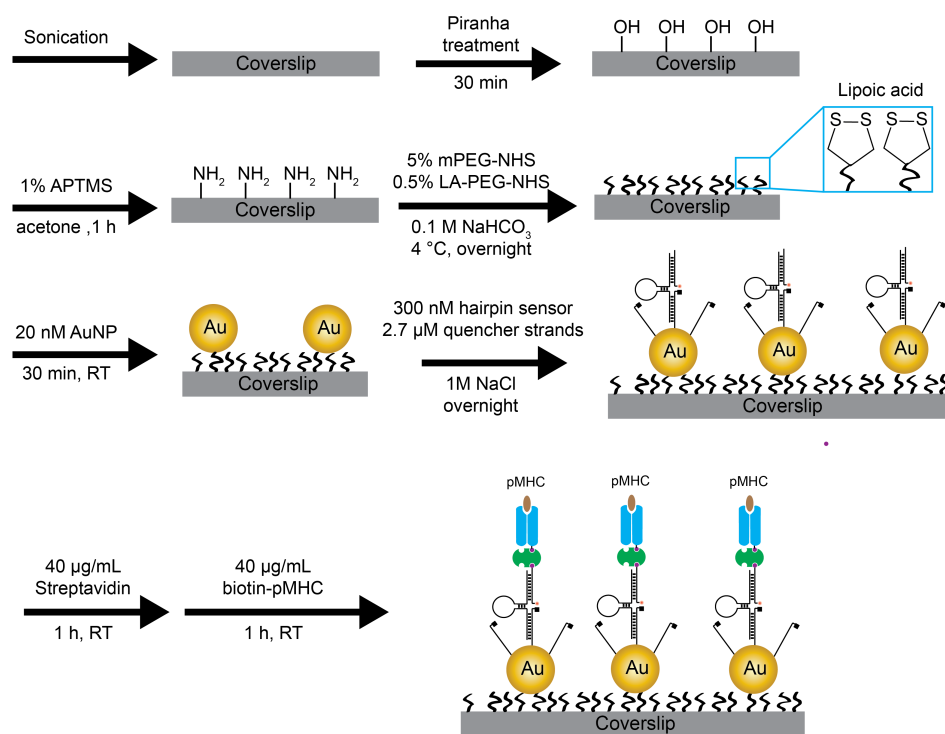 Sonication
Coverslip
Piranha
treatment
30 min
OH OH OH OH
Coverslip
Lipoic acid
S S S S
1% APTMS
acetone ,1 h
NH2 NH2 NH2 NH2
Coverslip
5% mPEG-NHS
0.5% LA-PEG-NHS
0.1 M NaHCO3
4 °C, overnight
Coverslip
20 nM AuNP
30 min, RT
Au Au
Coverslip
300 nM hairpin sensor
2.7 µM quencher strands
1M NaCl
overnight
Au Au Au
Coverslip
40 µg/mL
Streptavidin
1 h, RT
40 µg/mL
biotin-pMHC
1 h, RT
pMHC pMHC pMHC
Au Au Au
Coverslip